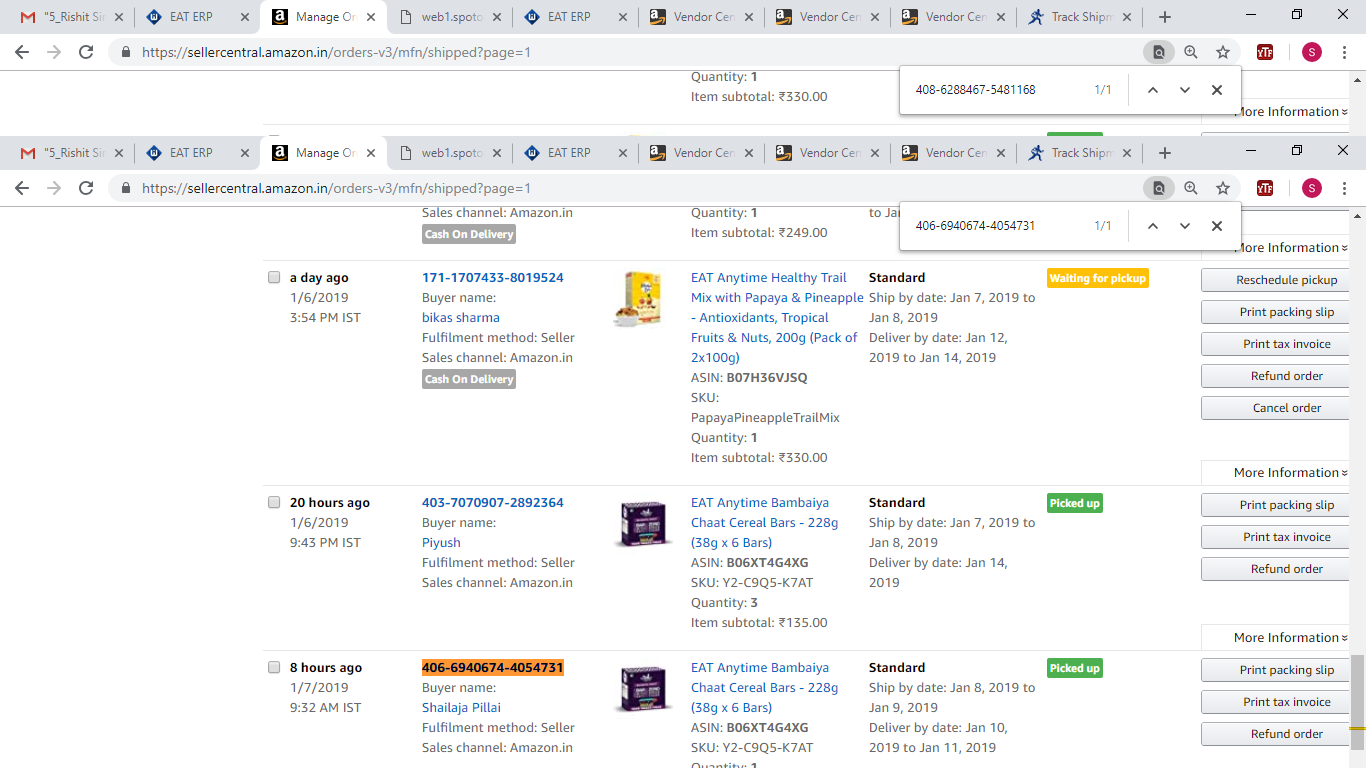 "5_Rishit Sir
EAT ERP
Manage Or
web1.spoto
EAT ERP
Vendor Cen
Vendor Cen
Vendor Cen
Track Shipm
https://sellercentral.amazon.in/orders-v3/mfn/shipped?page=1
YTF
S
Quantity: 1
Item subtotal: ₹330.00
408-6288467-5481168 1/1
More Information
"5_Rishit Sir
EAT ERP
Manage Or
web1.spoto
EAT ERP
Vendor Cen
Vendor Cen
Vendor Cen
Track Shipm
https://sellercentral.amazon.in/orders-v3/mfn/shipped?page=1
YTF
S
406-6940674-4054731 1/1
Sales channel: Amazon.in
Cash On Delivery
Quantity: 1
Item subtotal: ₹249.00
More Information
a day ago
1/6/2019
3:54 PM IST
171-1707433-8019524
Buyer name:
bikas sharma
Fulfilment method: Seller
Sales channel: Amazon.in
Cash On Delivery
EAT Anytime Healthy Trail
Mix with Papaya & Pineapple
- Antioxidants, Tropical
Fruits & Nuts, 200g (Pack of
2x100g)
ASIN: B07H36VJSQ
SKU:
PapayaPineappleTrailMix
Quantity: 1
Item subtotal: ₹330.00
Standard
Ship by date: Jan 7, 2019 to
Jan 8, 2019
Deliver by date: Jan 12,
2019 to Jan 14, 2019
Waiting for pickup
Reschedule pickup
Print packing slip
Print tax invoice
Refund order
Cancel order
More Information
20 hours ago
1/6/2019
9:43 PM IST
403-7070907-2892364
Buyer name:
Piyush
Fulfilment method: Seller
Sales channel: Amazon.in
EAT Anytime Bambaiya
Chaat Cereal Bars - 228g
(38g x 6 Bars)
ASIN: B06XT4G4XG
SKU: Y2-C9Q5-K7AT
Quantity: 3
Item subtotal: ₹135.00
Standard
Ship by date: Jan 7, 2019 to
Jan 8, 2019
Deliver by date: Jan 14,
2019
Picked up
Print packing slip
Print tax invoice
Refund order
More Information
8 hours ago
1/7/2019
9:32 AM IST
406-6940674-4054731
Buyer name:
Shailaja Pillai
Fulfilment method: Seller
Sales channel: Amazon.in
EAT Anytime Bambaiya
Chaat Cereal Bars - 228g
(38g x 6 Bars)
ASIN: B06XT4G4XG
SKU: Y2-C9Q5-K7AT
Quantity: 1
Standard
Ship by date: Jan 8, 2019 to
Jan 9, 2019
Deliver by date: Jan 10,
2019 to Jan 11, 2019
Picked up
Print packing slip
Print tax invoice
Refund order